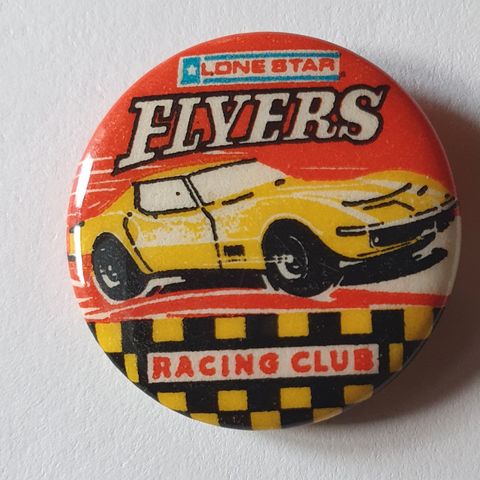 LONE STAR
FLYERS
RACING CLUB